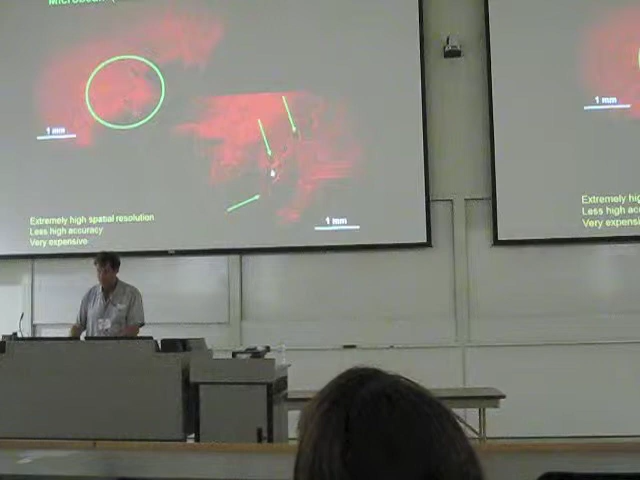 1 mm
1 mm
Extremely high spatial resolution
Less high accuracy
Very expensive
1 mm
Extremely hig
Less high acc
Very expensi